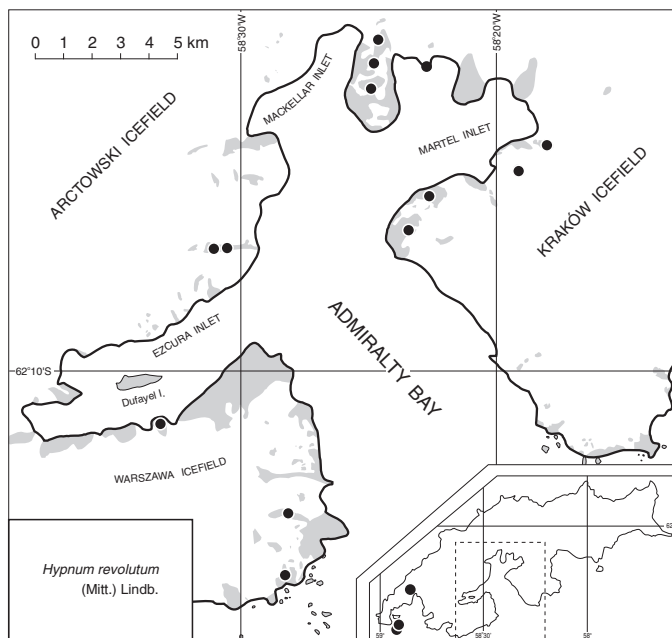 0 1 2 3 4 5 km
58°30"W
58°20"W
MACKELLAR INLET
MARTEL INLET
ARCTOWSKI ICEFIELD
KRAKÓW ICEFIELD
EZCURA INLET
ADMIRALTY BAY
62°10'S
Dufayel I.
WARSZAWA ICEFIELD
Hypnum revolutum
(Mitt.) Lindb.
62
59°
58°30'
58°